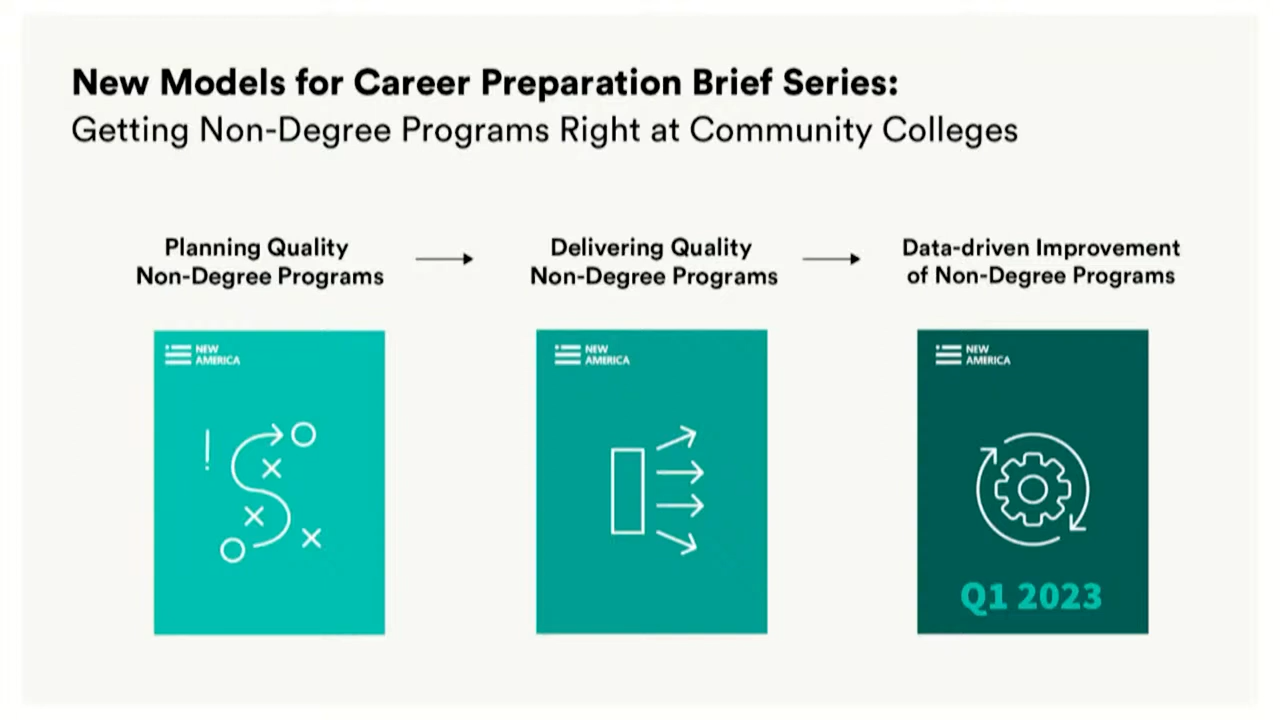 New Models for Career Preparation Brief Series:
Getting Non-Degree Programs Right at Community Colleges
Planning Quality
Non-Degree Programs
Delivering Quality
Non-Degree Programs
Data-driven Improvement
of Non-Degree Programs
NEW
AMERICA
NEW
AMERICA
NEW
AMERICA
Q1 2023